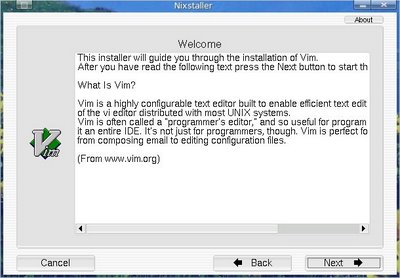 Nixstaller
About
Welcome
This installer will guide you through the installation of Vim.
After you have read the following text press the Next button to start th
What Is Vim?
Vim is a highly configurable text editor built to enable efficient text edit
of the vi editor distributed with most UNIX systems.
Vim is often called a "programmer's editor," and so useful for program
it an entire IDE. It's not just for programmers, though. Vim is perfect fo
from composing email to editing configuration files.
(From www.vim.org)
Vim
Cancel
Back
Next